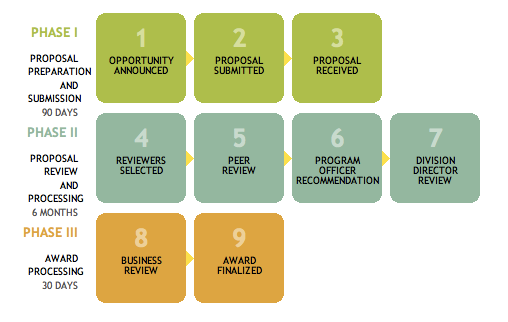 PHASE I
PROPOSAL
PREPARATION
AND
SUBMISSION
90 DAYS
1
OPPORTUNITY
ANNOUNCED
2
PROPOSAL
SUBMITTED
3
PROPOSAL
RECEIVED
PHASE II
PROPOSAL
REVIEW
AND
PROCESSING
6 MONTHS
4
REVIEWERS
SELECTED
5
PEER
REVIEW
6
PROGRAM
OFFICER
RECOMMENDATION
7
DIVISION
DIRECTOR
REVIEW
PHASE III
AWARD
PROCESSING
30 DAYS
8
BUSINESS
REVIEW
9
AWARD
FINALIZED